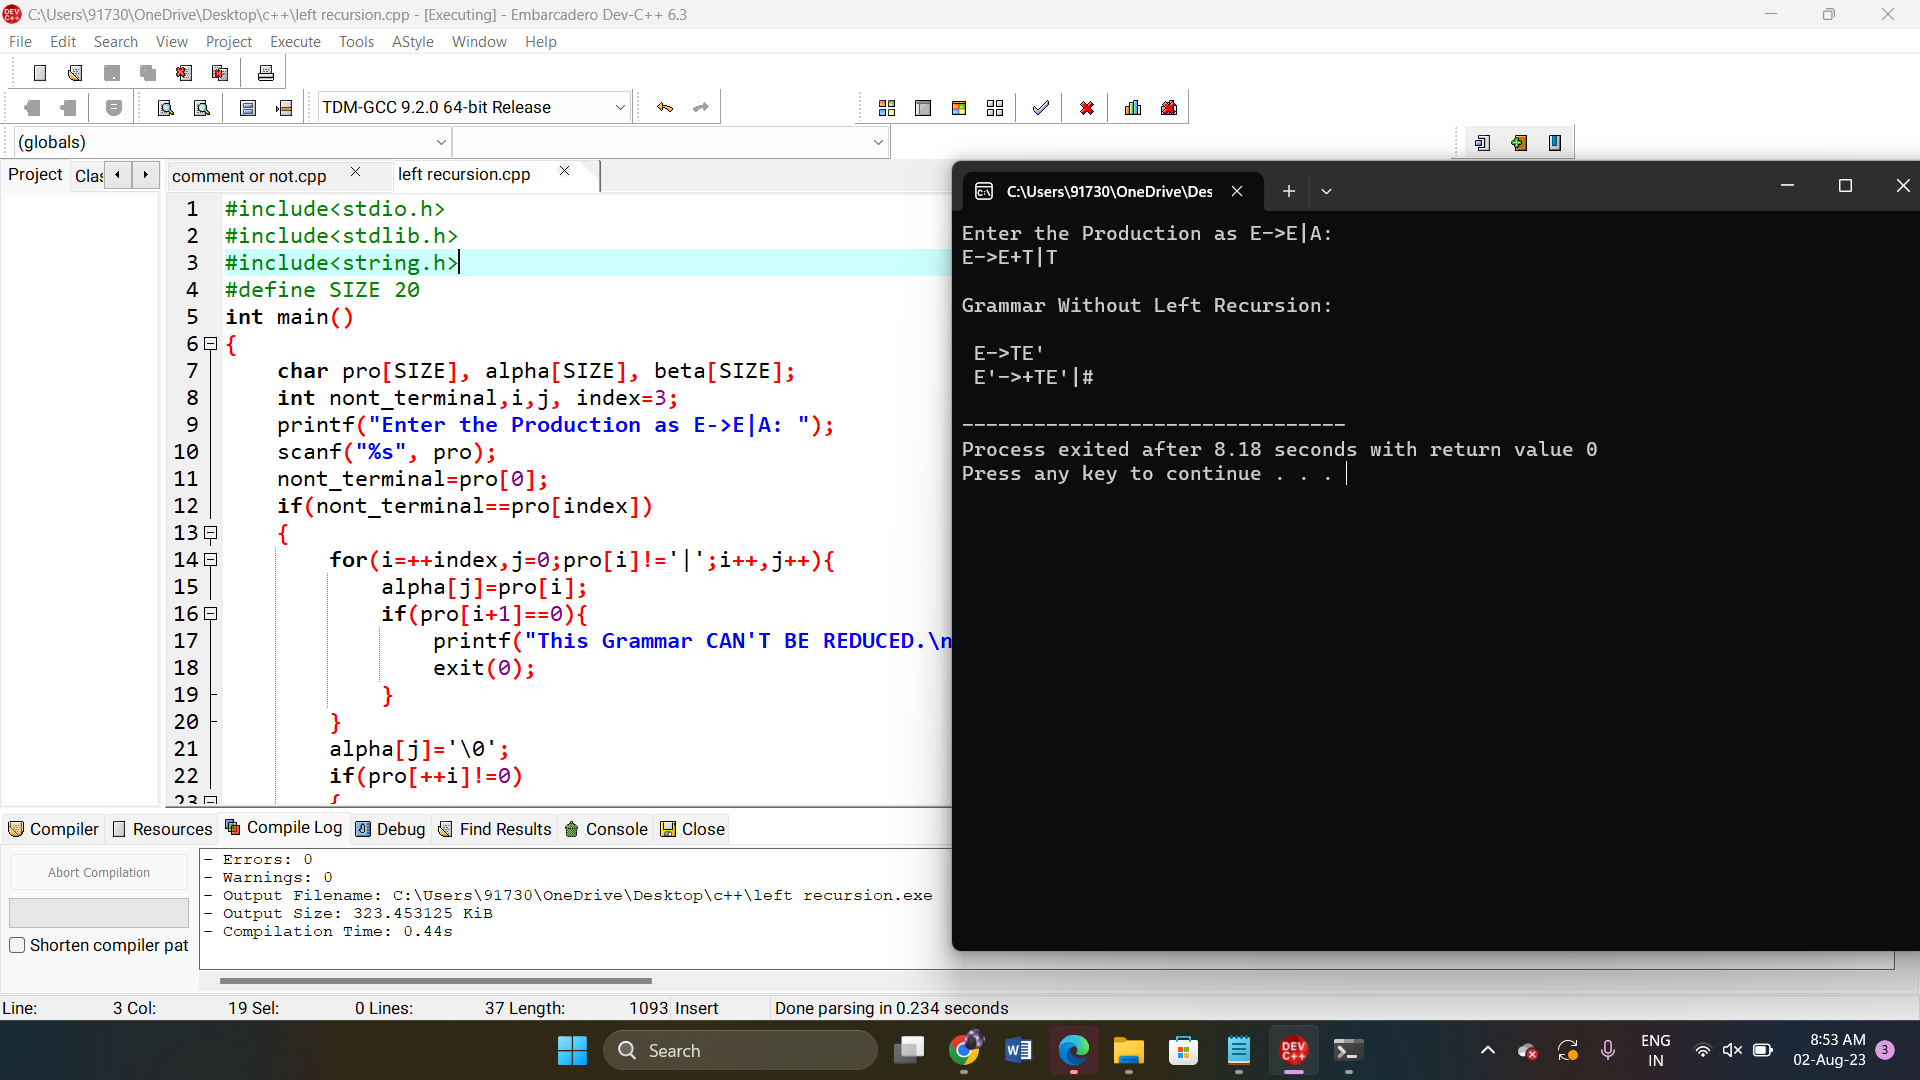 C:\Users\91730\OneDrive\Desktop\c++\left recursion.cpp - [Executing] - Embarcadero Dev-C++ 6.3
File Edit Search View Project Execute Tools AStyle Window Help
TDM-GCC 9.2.0 64-bit Release
(globals)
Project Clas
comment or not.cpp
left recursion.cpp
1 #include<stdio.h>
2 #include<stdlib.h>
3 #include<string.h>
4 #define SIZE 20
5 int main()
6 {
7 char pro[SIZE], alpha[SIZE], beta[SIZE];
8 int nont_terminal,i,j, index=3;
9 printf("Enter the Production as E->E|A: ");
10 scanf("%s", pro);
11 nont_terminal=pro[0];
12 if(nont_terminal==pro[index])
13 {
14 for(i=++index,j=0;pro[i]!='|';i++,j++){
15 alpha[j]=pro[i];
16 if(pro[i+1]==0){
17 printf("This Grammar CAN'T BE REDUCED.\n
18 exit(0);
19 }
20 }
21 alpha[j]='\0';
22 if(pro[++i]!=0)
23 {
C:\Users\91730\OneDrive\Des
Enter the Production as E->E|A:
E->E+T|T
Grammar Without Left Recursion:
E->TE'
E'->+TE'|#
--------------------------------
Process exited after 8.18 seconds with return value 0
Press any key to continue . . .
Compiler Resources Compile Log Debug Find Results Console Close
Abort Compilation
Shorten compiler pat
- Errors: 0
- Warnings: 0
- Output Filename: C:\Users\91730\OneDrive\Desktop\c++\left recursion.exe
- Output Size: 323.453125 KiB
- Compilation Time: 0.44s
Line: 3 Col: 19 Sel: 0 Lines: 37 Length: 1093 Insert Done parsing in 0.234 seconds
Search
DEV C++
ENG
IN
8:53 AM
02-Aug-23
3